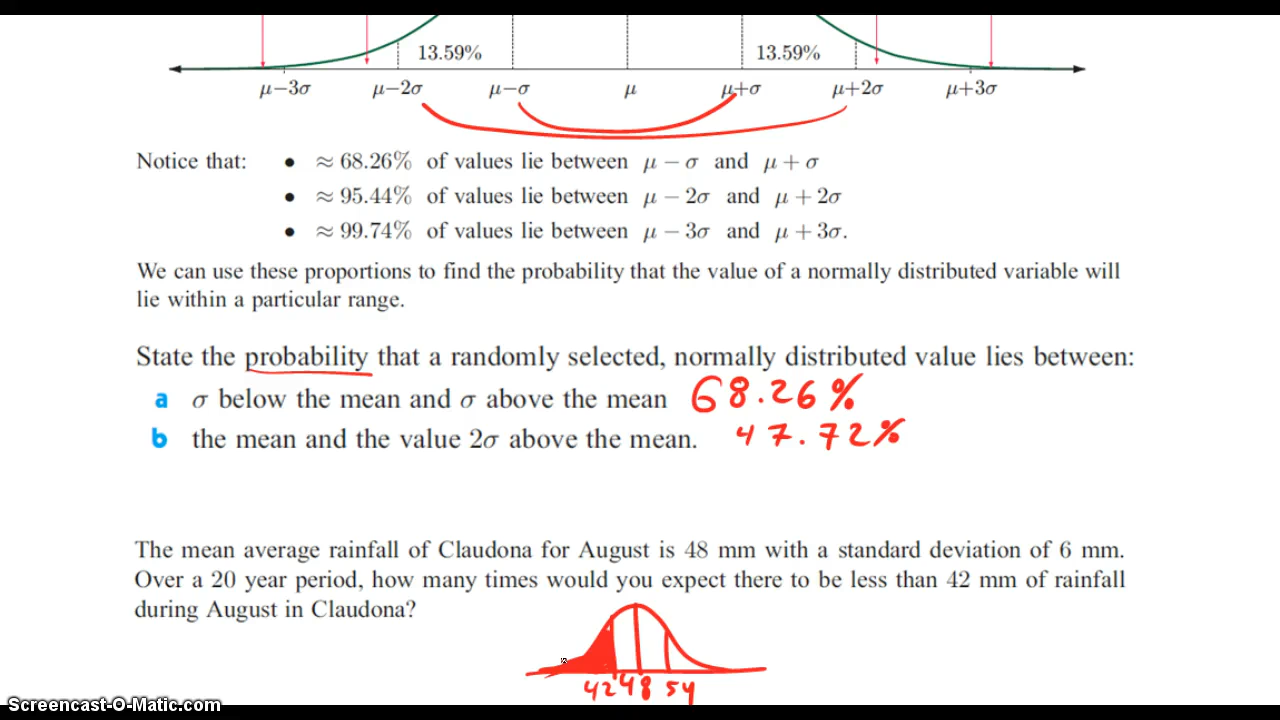 13.59% 13.59%
μ−3σ μ−2σ μ−σ μ μ+σ μ+2σ μ+3σ
Notice that: • ≈ 68.26% of values lie between μ − σ and μ + σ
• ≈ 95.44% of values lie between μ − 2σ and μ + 2σ
• ≈ 99.74% of values lie between μ − 3σ and μ + 3σ.
We can use these proportions to find the probability that the value of a normally distributed variable will
lie within a particular range.
State the probability that a randomly selected, normally distributed value lies between:
a σ below the mean and σ above the mean 68.26%
b the mean and the value 2σ above the mean. 47.72%
The mean average rainfall of Claudona for August is 48 mm with a standard deviation of 6 mm.
Over a 20 year period, how many times would you expect there to be less than 42 mm of rainfall
during August in Claudona?
42 48 54
Screencast-O-Matic.com